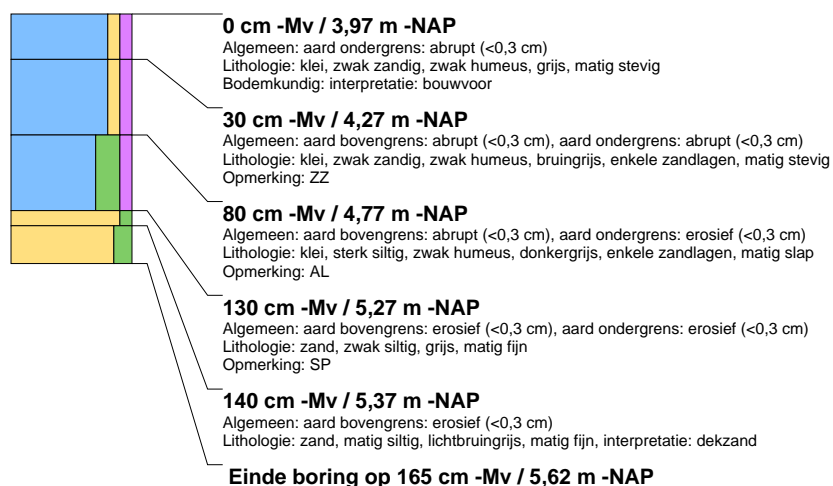 0 cm -Mv / 3,97 m -NAP
Algemeen: aard ondergrens: abrupt (<0,3 cm)
Lithologie: klei, zwak zandig, zwak humeus, grijs, matig stevig
Bodemkundig: interpretatie: bouwvoor
30 cm -Mv / 4,27 m -NAP
Algemeen: aard bovengrens: abrupt (<0,3 cm), aard ondergrens: abrupt (<0,3 cm)
Lithologie: klei, zwak zandig, zwak humeus, bruingrijs, enkele zandlagen, matig stevig
Opmerking: ZZ
80 cm -Mv / 4,77 m -NAP
Algemeen: aard bovengrens: abrupt (<0,3 cm), aard ondergrens: erosief (<0,3 cm)
Lithologie: klei, sterk siltig, zwak humeus, donkergrijs, enkele zandlagen, matig slap
Opmerking: AL
130 cm -Mv / 5,27 m -NAP
Algemeen: aard bovengrens: erosief (<0,3 cm), aard ondergrens: erosief (<0,3 cm)
Lithologie: zand, zwak siltig, grijs, matig fijn
Opmerking: SP
140 cm -Mv / 5,37 m -NAP
Algemeen: aard bovengrens: erosief (<0,3 cm)
Lithologie: zand, matig siltig, lichtbruingrijs, matig fijn, interpretatie: dekzand
Einde boring op 165 cm -Mv / 5,62 m -NAP